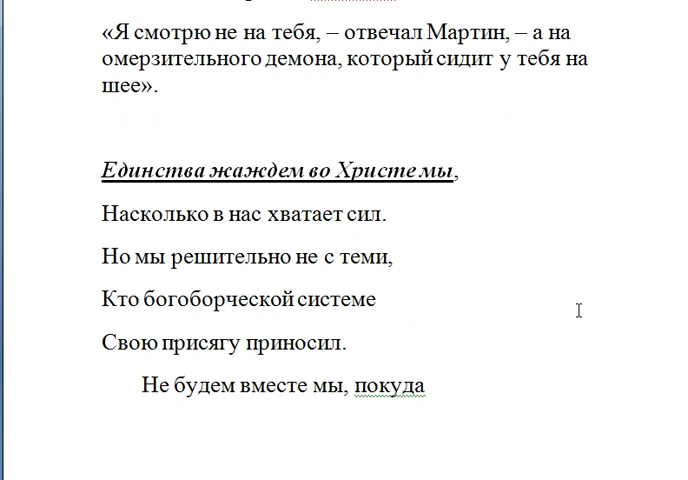 «Я смотрю не на тебя, – отвечал Мартин, – а на
омерзительного демона, который сидит у тебя на
шее».
Единства жаждем во Христе мы,
Насколько в нас хватает сил.
Но мы решительно не с теми,
Кто богоборческой системе
Свою присягу приносил.
Не будем вместе мы, покуда